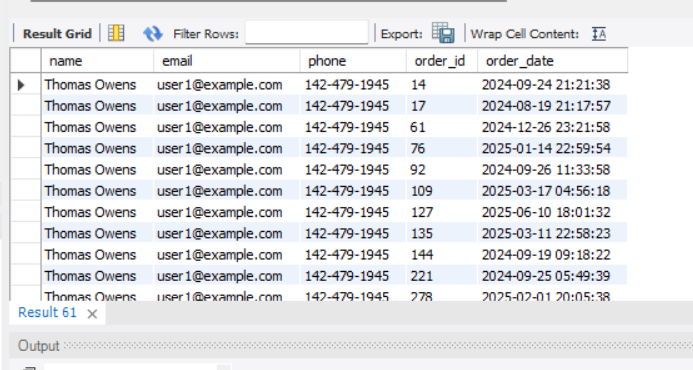 Result Grid Filter Rows: Export: Wrap Cell Content:
name email phone order_id order_date
Thomas Owens user1@example.com 142-479-1945 14 2024-09-24 21:21:38
Thomas Owens user1@example.com 142-479-1945 17 2024-08-19 21:17:57
Thomas Owens user1@example.com 142-479-1945 61 2024-12-26 23:21:58
Thomas Owens user1@example.com 142-479-1945 76 2025-01-14 22:59:54
Thomas Owens user1@example.com 142-479-1945 92 2024-09-26 11:33:58
Thomas Owens user1@example.com 142-479-1945 109 2025-03-17 04:56:18
Thomas Owens user1@example.com 142-479-1945 127 2025-06-10 18:01:32
Thomas Owens user1@example.com 142-479-1945 135 2025-03-11 22:58:23
Thomas Owens user1@example.com 142-479-1945 144 2024-09-19 09:18:22
Thomas Owens user1@example.com 142-479-1945 221 2024-09-25 05:49:39
Thomas Owens user1@example.com 142-479-1945 278 2025-02-01 20:05:38
Result 61
Output